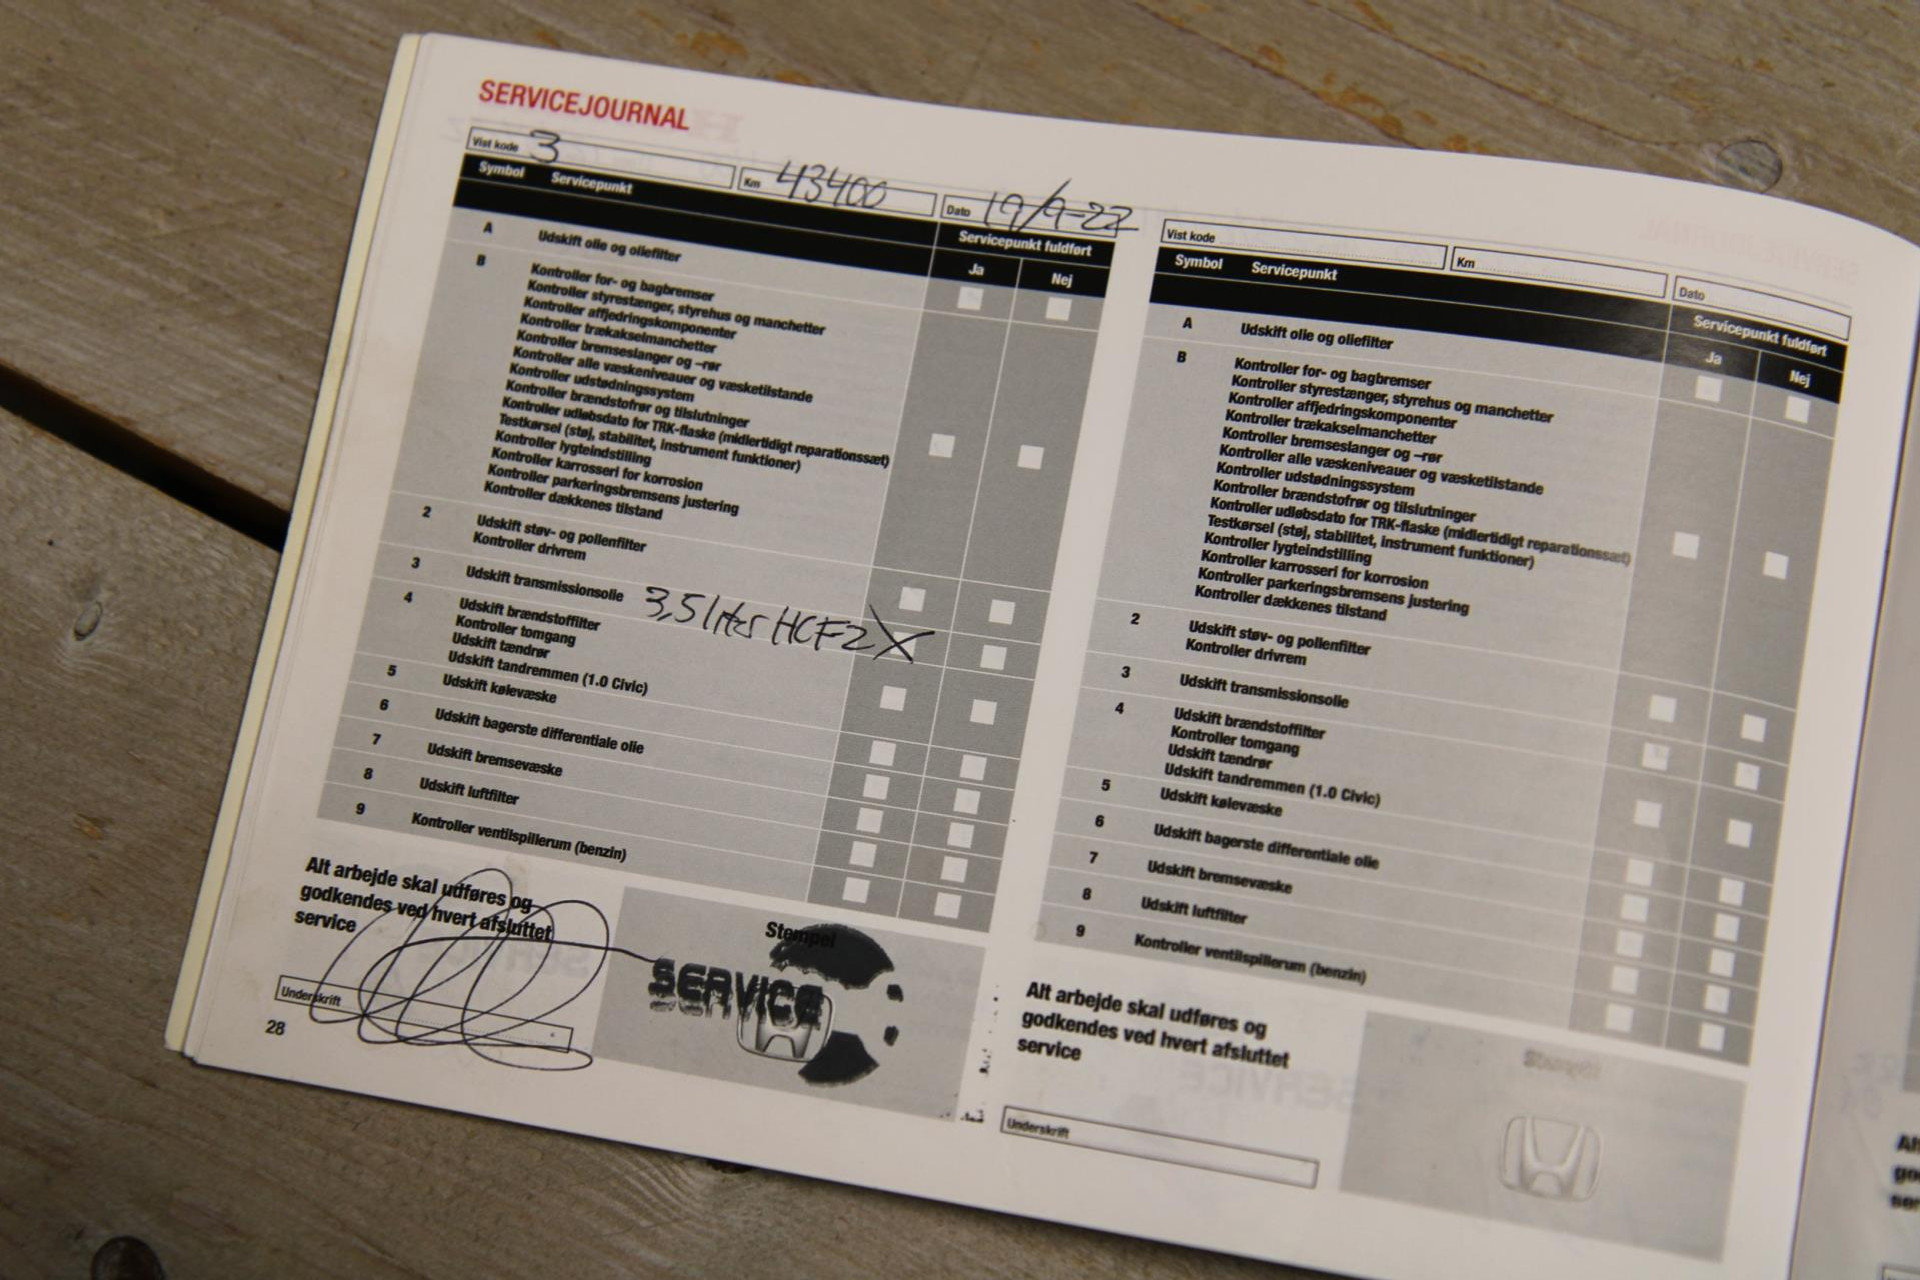 SERVICEJOURNAL
Vist kode 3
Km 43400
Dato 19/9-22
Symbol Servicepunkt
Servicepunkt fuldført
Ja Nej
A Udskift olie og oliefilter
B Kontroller for- og bagbremser
Kontroller styrestænger, styrehus og manchetter
Kontroller affjedringskomponenter
Kontroller trækakselmanchetter
Kontroller bremseslanger og –rør
Kontroller alle væskeniveauer og væsketilstande
Kontroller udstødningssystem
Kontroller brændstofrør og tilslutninger
Kontroller udløbsdato for TRK-flaske (midlertidigt reparationssæt)
Testkørsel (støj, stabilitet, instrument funktioner)
Kontroller lygteindstilling
Kontroller karrosseri for korrosion
Kontroller parkeringsbremsens justering
Kontroller dækkenes tilstand
2 Udskift støv- og pollenfilter
Kontroller drivrem
3 Udskift transmissionsolie 3,5 liter HCF-2 X
4 Udskift brændstoffilter
Kontroller tomgang
Udskift tændrør
Udskift tandremmen (1.0 Civic)
5 Udskift kølevæske
6 Udskift bagerste differentiale olie
7 Udskift bremsevæske
8 Udskift luftfilter
9 Kontroller ventilspillerum (benzin)
Alt arbejde skal udføres og
godkendes ved hvert afsluttet
service
Stempel
SERVICE
Underskrift
28
Vist kode
Km
Dato
Symbol Servicepunkt
Servicepunkt fuldført
Ja Nej
A Udskift olie og oliefilter
B Kontroller for- og bagbremser
Kontroller styrestænger, styrehus og manchetter
Kontroller affjedringskomponenter
Kontroller trækakselmanchetter
Kontroller bremseslanger og –rør
Kontroller alle væskeniveauer og væsketilstande
Kontroller udstødningssystem
Kontroller brændstofrør og tilslutninger
Kontroller udløbsdato for TRK-flaske (midlertidigt reparationssæt)
Testkørsel (støj, stabilitet, instrument funktioner)
Kontroller lygteindstilling
Kontroller karrosseri for korrosion
Kontroller parkeringsbremsens justering
Kontroller dækkenes tilstand
2 Udskift støv- og pollenfilter
Kontroller drivrem
3 Udskift transmissionsolie
4 Udskift brændstoffilter
Kontroller tomgang
Udskift tændrør
Udskift tandremmen (1.0 Civic)
5 Udskift kølevæske
6 Udskift bagerste differentiale olie
7 Udskift bremsevæske
8 Udskift luftfilter
9 Kontroller ventilspillerum (benzin)
Alt arbejde skal udføres og
godkendes ved hvert afsluttet
service
Stempel
Underskrift